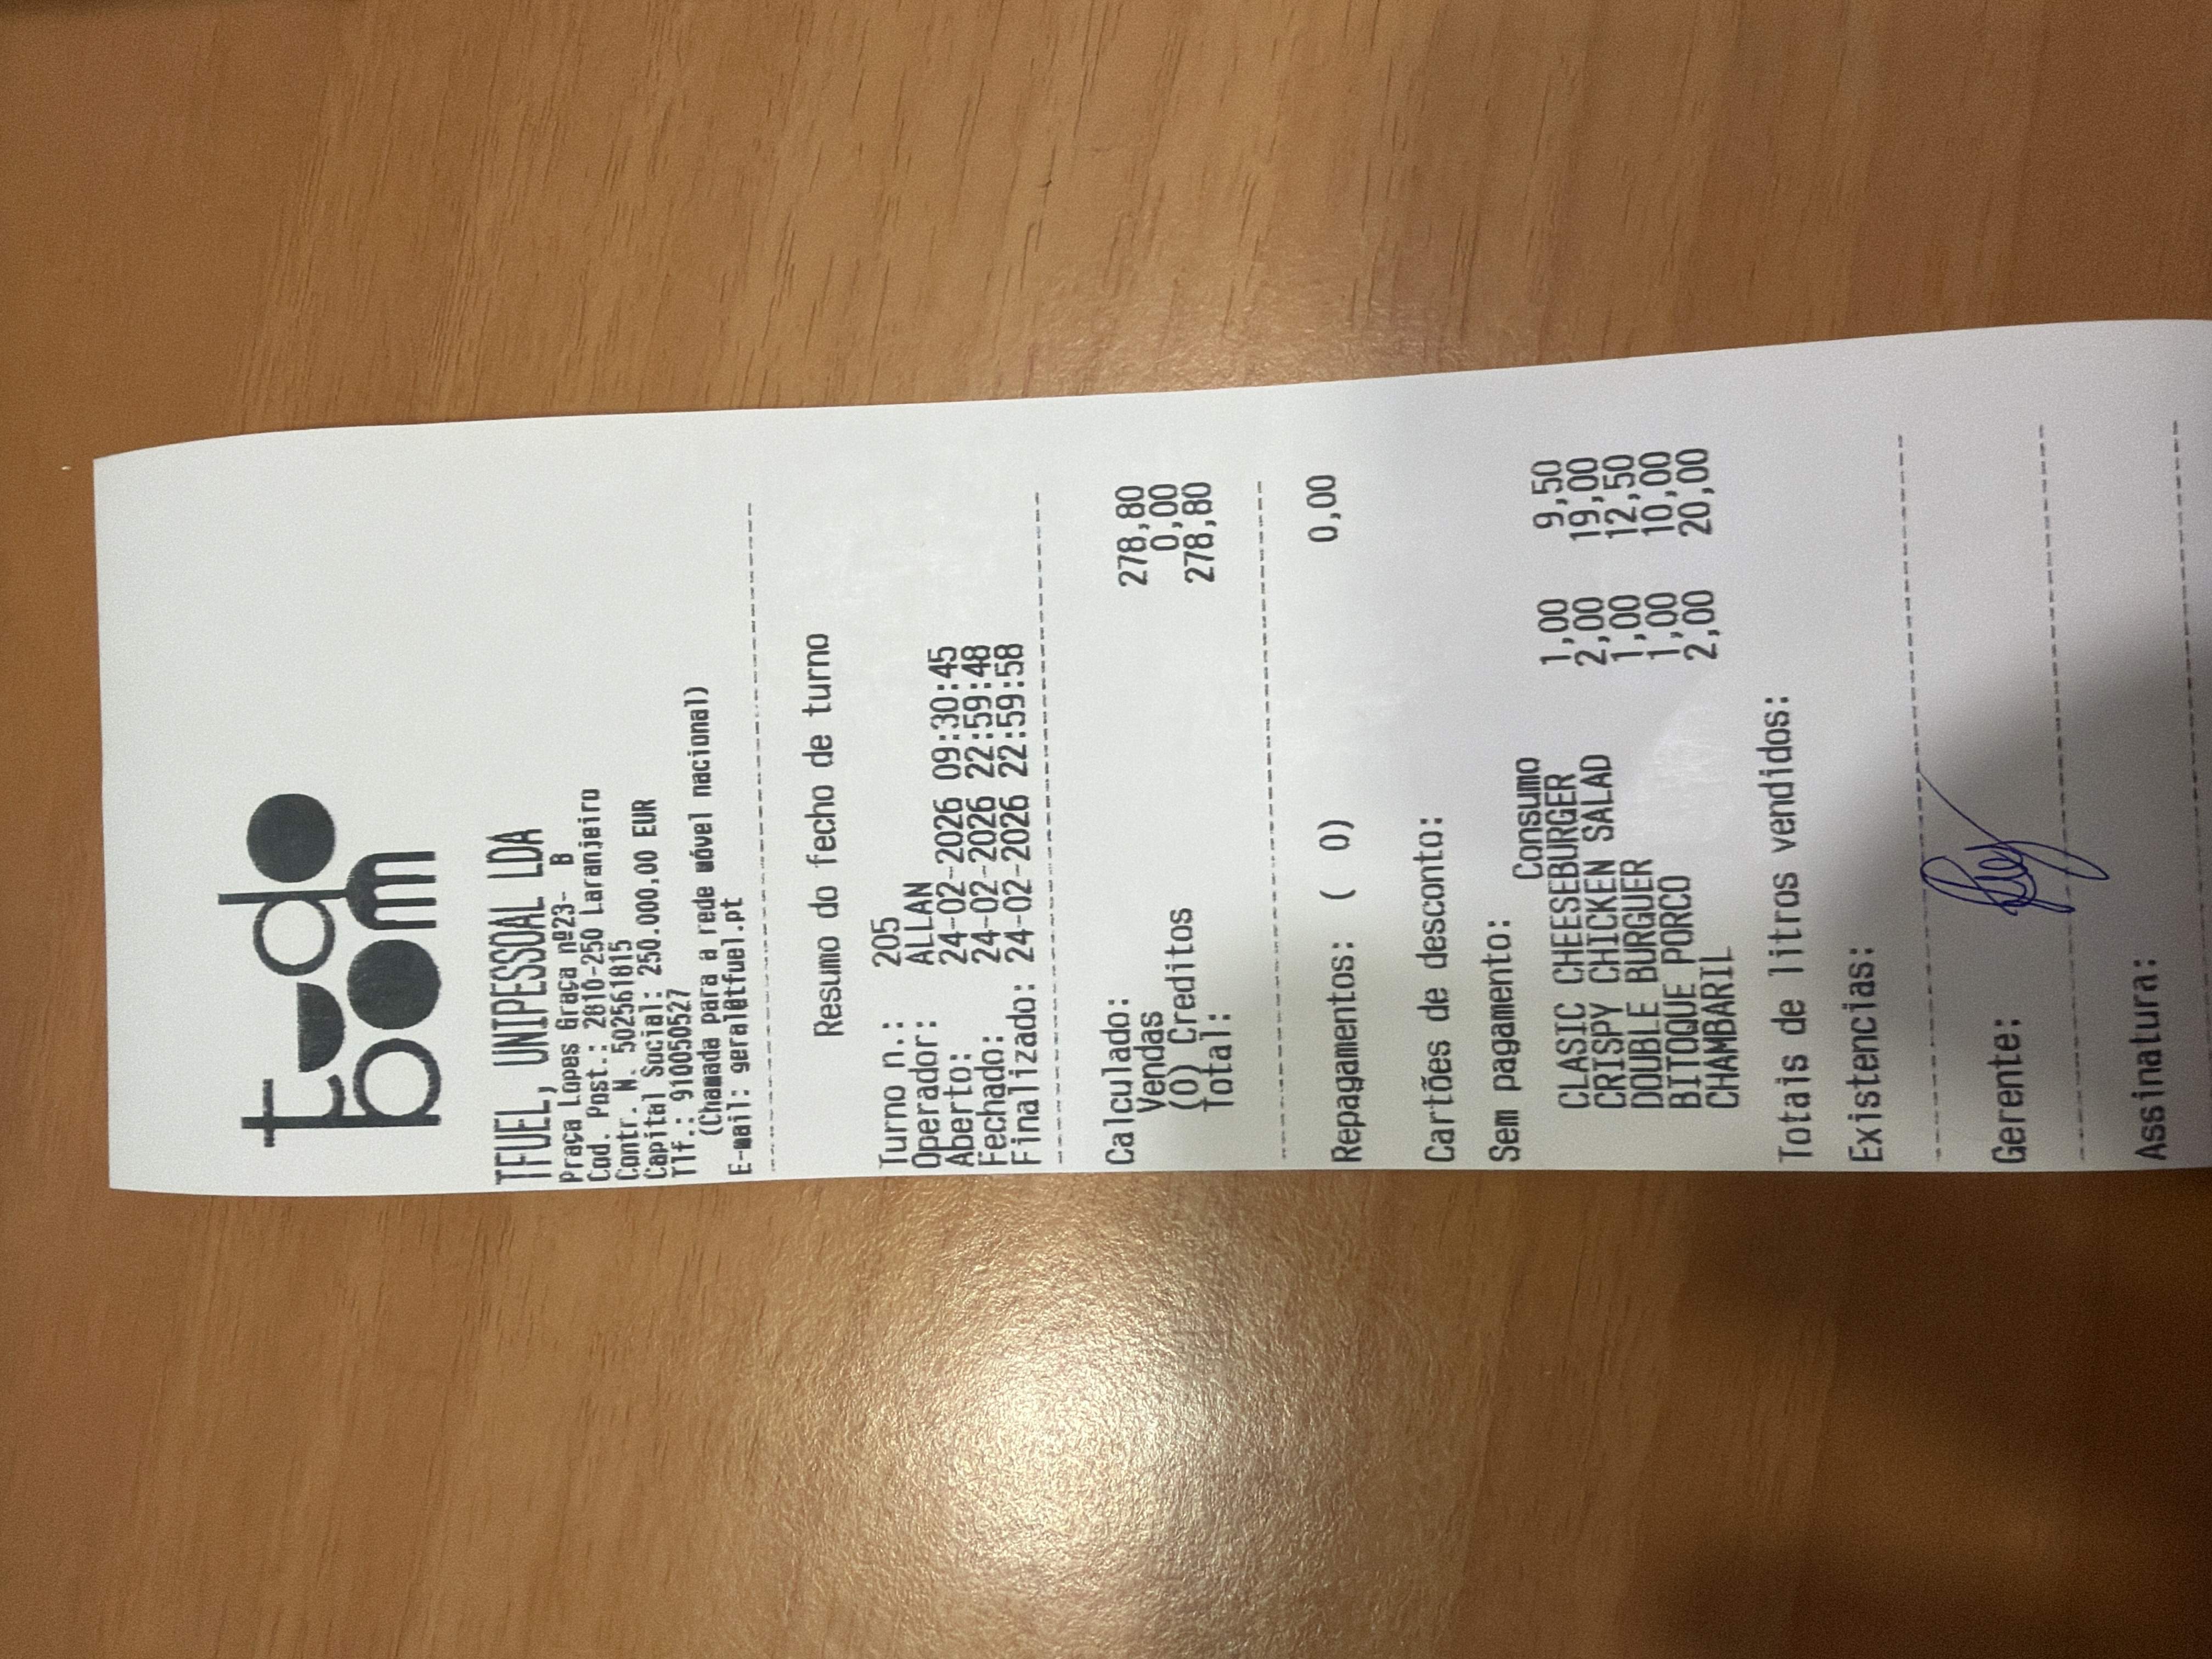 tudo
bom
TFUEL, UNIPESSOAL LDA
Praça Lopes Graça nº23- B
Cod. Post.: 2810-250 Laranjeiro
Contr. N. 502561815
Capital Social: 250.000,00 EUR
Tlf.: 910050527
(Chamada para a rede móvel nacional)
E-mail: geral@tfuel.pt
Resumo do fecho de turno
Turno n.: 205
Operador: ALLAN
Aberto: 24-02-2026 09:30:45
Fechado: 24-02-2026 22:59:48
Finalizado: 24-02-2026 22:59:58
Calculado:
Vendas 278,80
(0) Creditos 0,00
Total: 278,80
Repagamentos: ( 0) 0,00
Cartões de desconto:
Sem pagamento:
Consumo
CLASIC CHEESEBURGER 1,00 9,50
CRISPY CHICKEN SALAD 2,00 19,00
DOUBLE BURGUER 1,00 12,50
BITOQUE PORCO 1,00 10,00
CHAMBARIL 2,00 20,00
Totais de litros vendidos:
Existencias:
Gerente:
Assinatura: